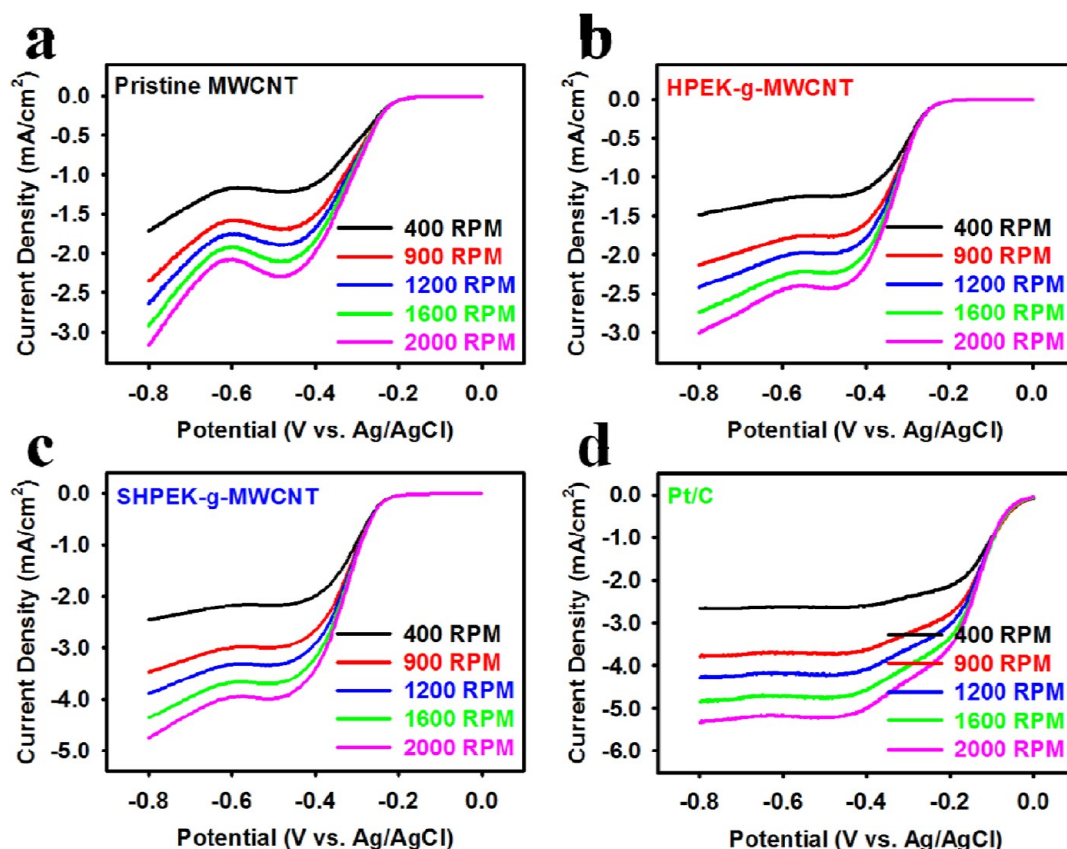 a
Pristine MWCNT
Current Density (mA/cm²)
0.0
-0.5
-1.0
-1.5
-2.0
-2.5
-3.0
400 RPM
900 RPM
1200 RPM
1600 RPM
2000 RPM
-0.8 -0.6 -0.4 -0.2 0.0
Potential (V vs. Ag/AgCl)
b
HPEK-g-MWCNT
Current Density (mA/cm²)
0.0
-0.5
-1.0
-1.5
-2.0
-2.5
-3.0
400 RPM
900 RPM
1200 RPM
1600 RPM
2000 RPM
-0.8 -0.6 -0.4 -0.2 0.0
Potential (V vs. Ag/AgCl)
c
SHPEK-g-MWCNT
Current Density (mA/cm²)
0.0
-1.0
-2.0
-3.0
-4.0
-5.0
400 RPM
900 RPM
1200 RPM
1600 RPM
2000 RPM
-0.8 -0.6 -0.4 -0.2 0.0
Potential (V vs. Ag/AgCl)
d
Pt/C
Current Density (mA/cm²)
0.0
-1.0
-2.0
-3.0
-4.0
-5.0
-6.0
400 RPM
900 RPM
1200 RPM
1600 RPM
2000 RPM
-0.8 -0.6 -0.4 -0.2 0.0
Potential (V vs. Ag/AgCl)